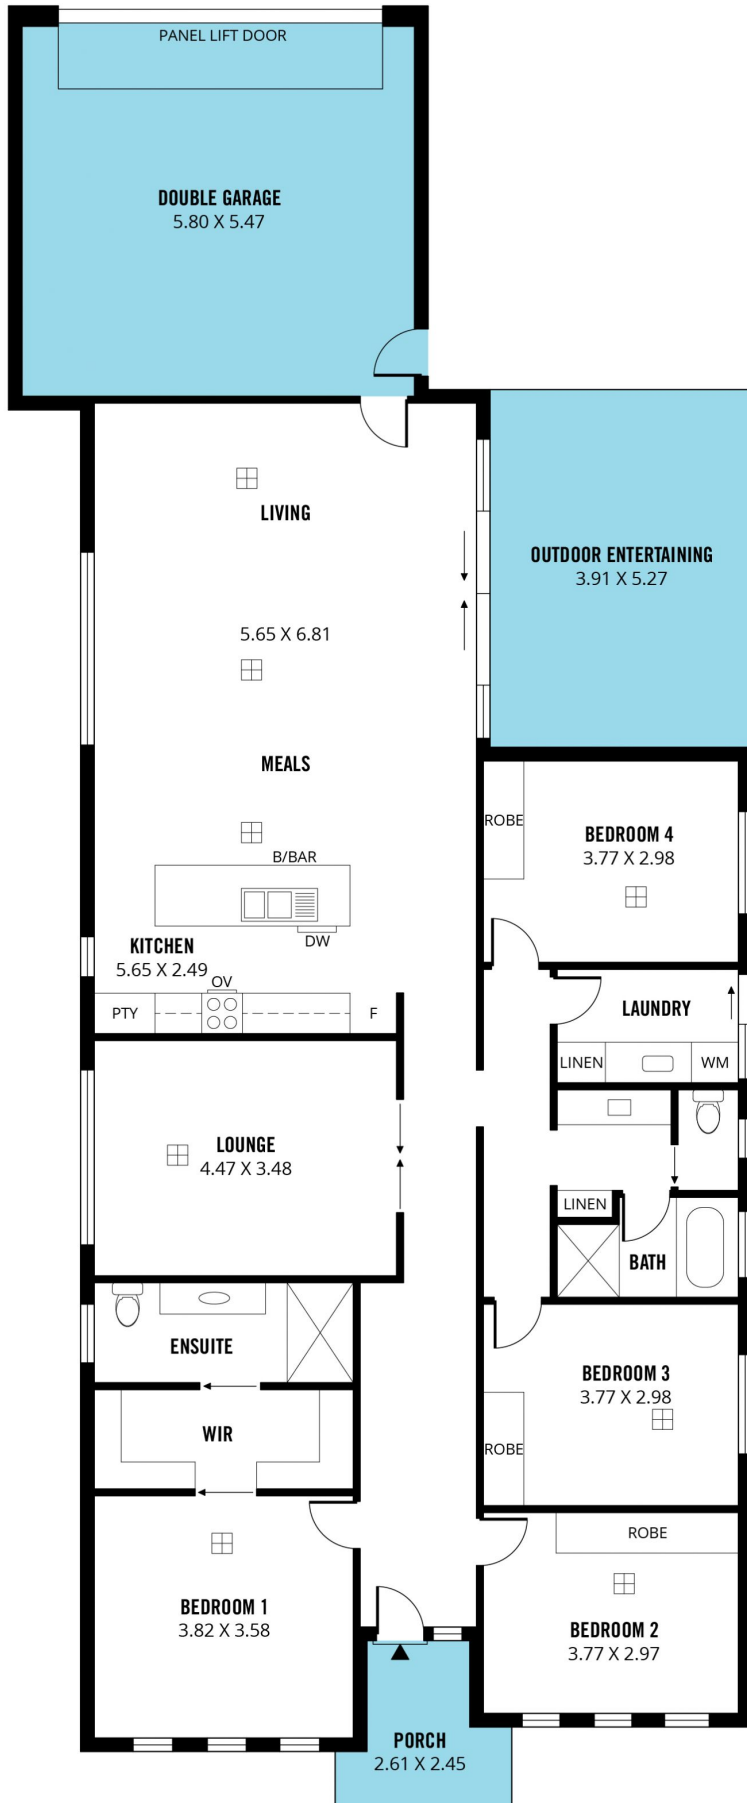 PANEL LIFT DOOR
DOUBLE GARAGE
5.80 X 5.47
LIVING
OUTDOOR ENTERTAINING
3.91 X 5.27
5.65 X 6.81
MEALS
ROBE
BEDROOM 4
3.77 X 2.98
B/BAR
DW
KITCHEN
5.65 X 2.49
OV
PTY
F
LAUNDRY
LINEN
WM
LOUNGE
4.47 X 3.48
LINEN
BATH
ENSUITE
BEDROOM 3
3.77 X 2.98
WIR
ROBE
ROBE
BEDROOM 1
3.82 X 3.58
BEDROOM 2
3.77 X 2.97
PORCH
2.61 X 2.45